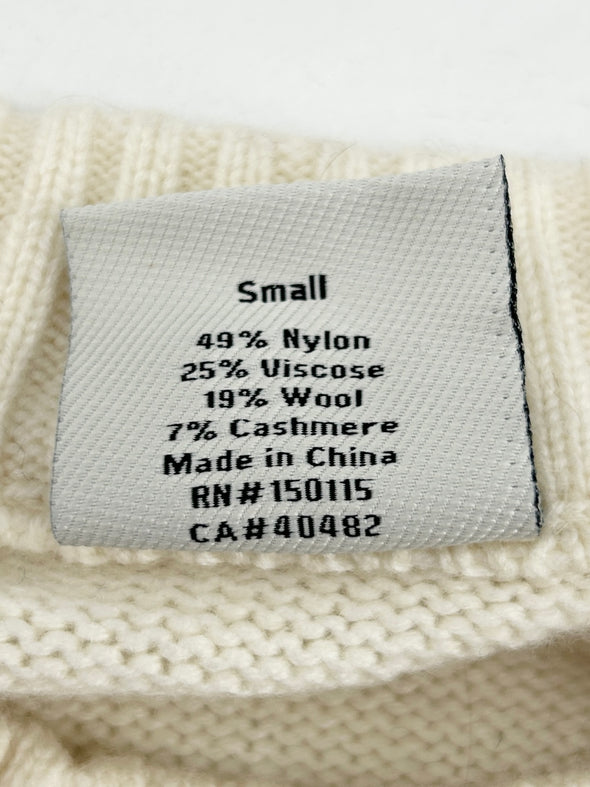 Small
49% Nylon
25% Viscose
19% Wool
7% Cashmere
Made in China
RN#150115
CA#40482